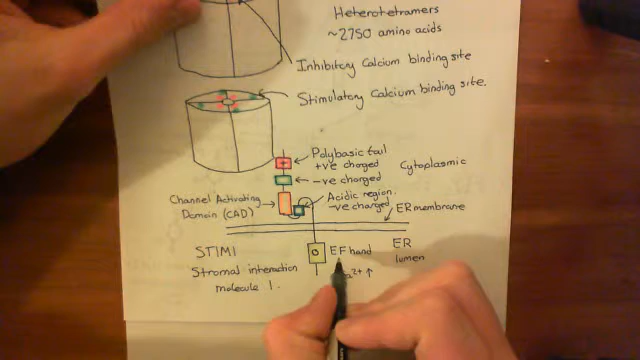 Heterotetramers
~2750 amino acids
Inhibitory Calcium binding site
Stimulatory Calcium binding site.
Polybasic tail
+ve charged
Cytoplasmic
-ve charged
Acidic region.
-ve charged
Channel Activating
Domain (CAD)
ER membrane
STIM1
EF hand
ER
lumen
Stromal interaction
molecule 1.
2+ ↑